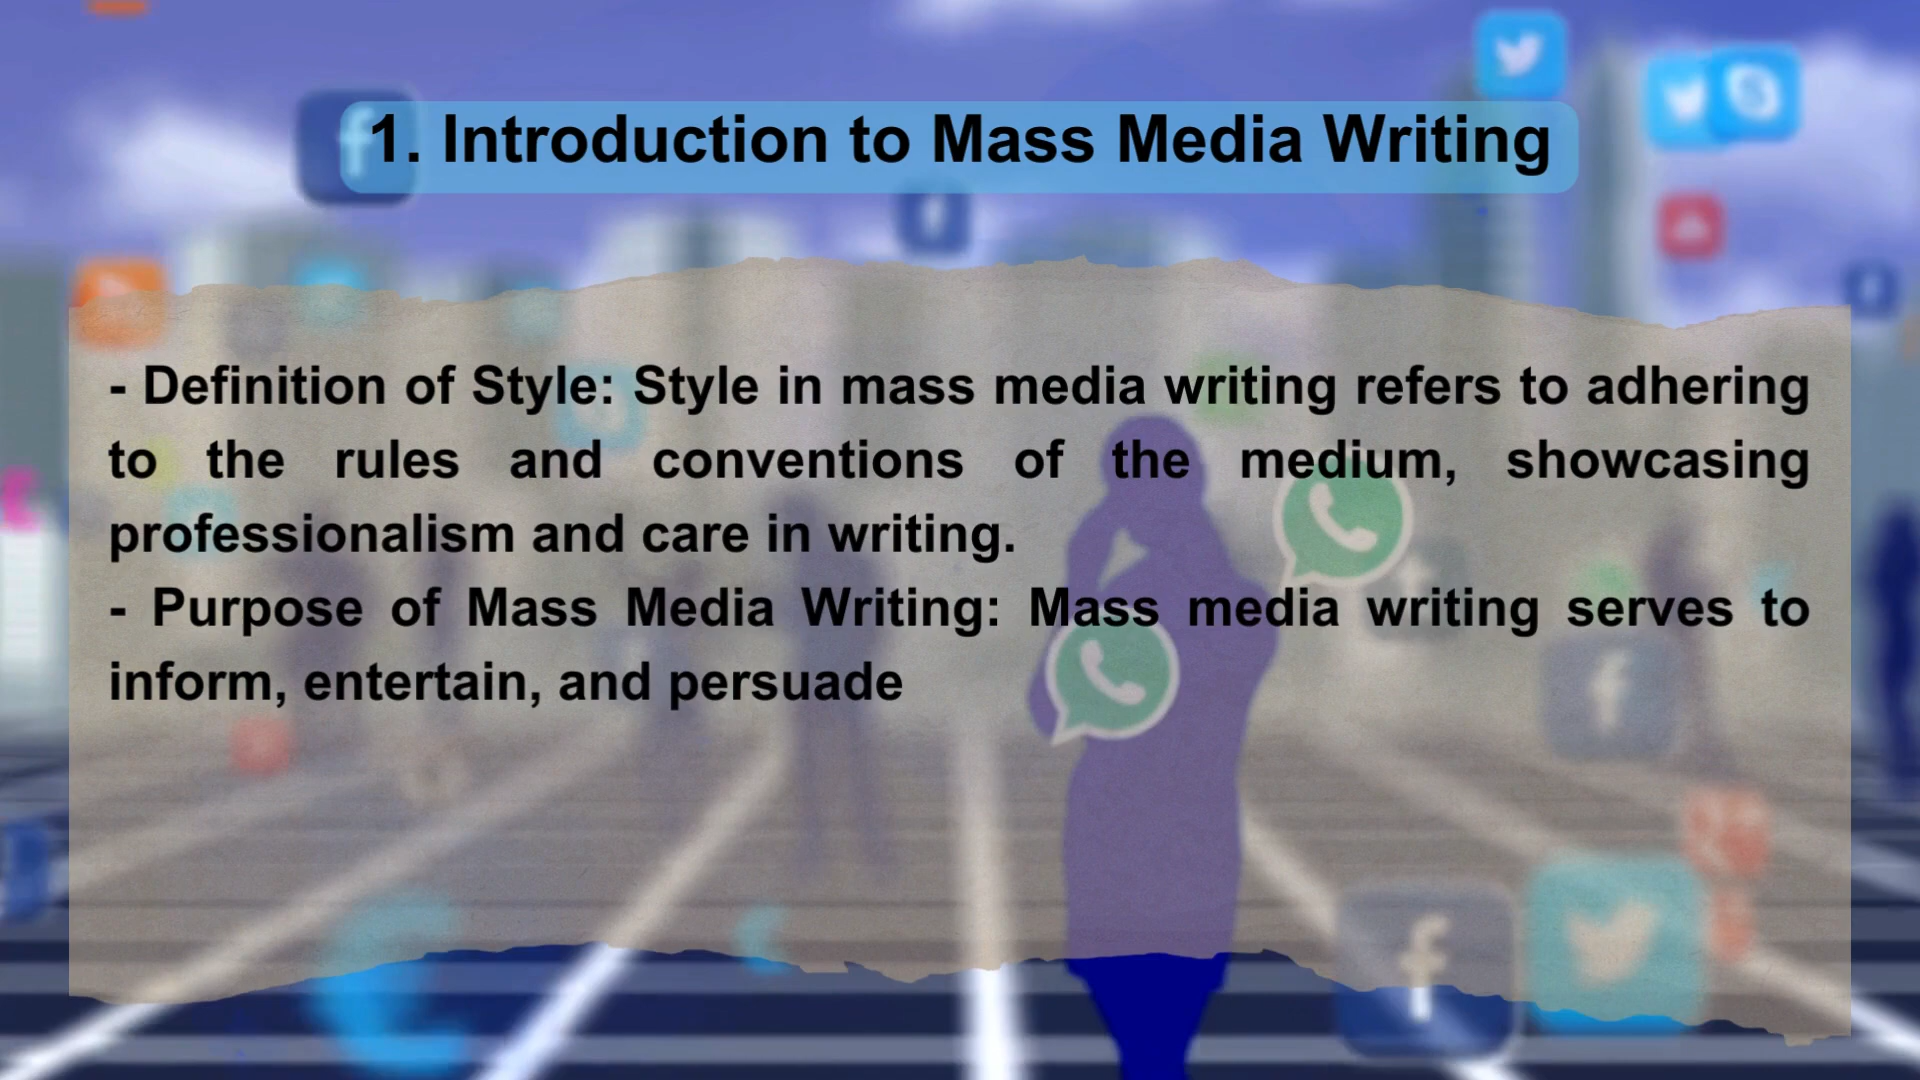 1. Introduction to Mass Media Writing
- Definition of Style: Style in mass media writing refers to adhering
to the rules and conventions of the medium, showcasing
professionalism and care in writing.
- Purpose of Mass Media Writing: Mass media writing serves to
inform, entertain, and persuade